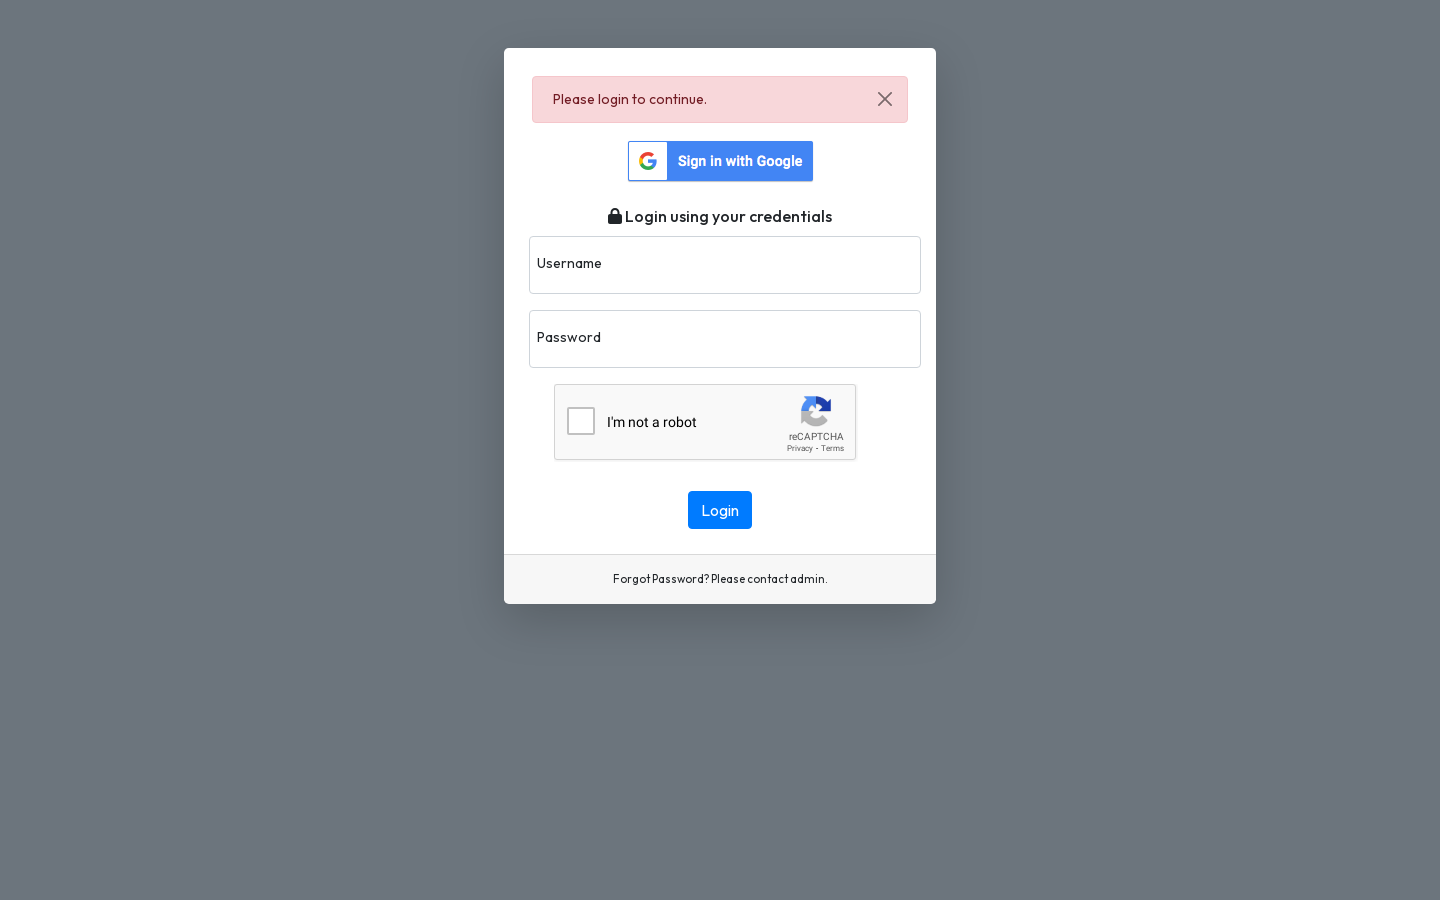 Please login to continue.
Sign in with Google
Login using your credentials
Username
Password
I'm not a robot
reCAPTCHA
Privacy - Terms
Login
Forgot Password? Please contact admin.